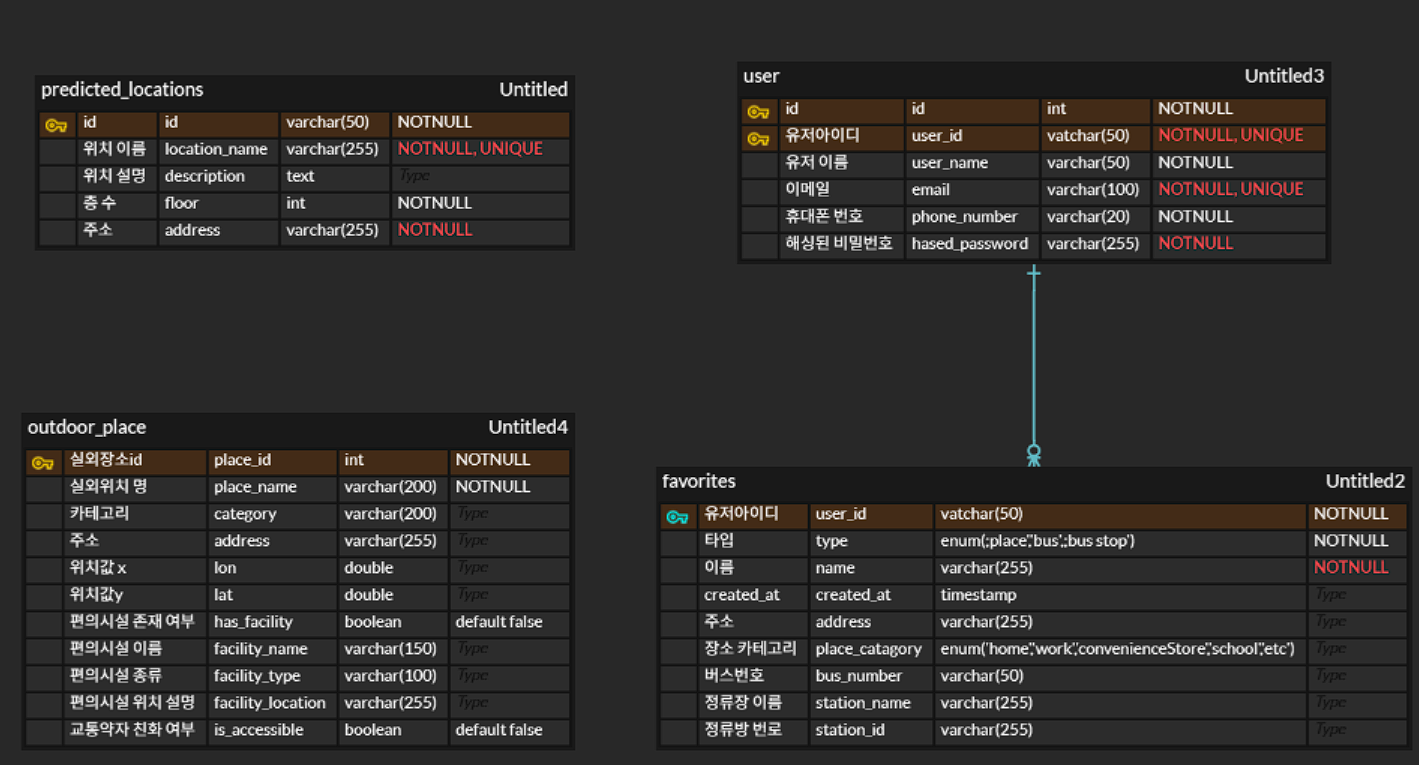 predicted_locations Untitled
id id varchar(50) NOTNULL
위치 이름 location_name varchar(255) NOTNULL, UNIQUE
위치 설명 description text Type
층 수 floor int NOTNULL
주소 address varchar(255) NOTNULL
user Untitled3
id id int NOTNULL
유저아이디 user_id vatchar(50) NOTNULL, UNIQUE
유저 이름 user_name varchar(50) NOTNULL
이메일 email varchar(100) NOTNULL, UNIQUE
휴대폰 번호 phone_number varchar(20) NOTNULL
해싱된 비밀번호 hased_password varchar(255) NOTNULL
outdoor_place Untitled4
실외장소id place_id int NOTNULL
실외위치 명 place_name varchar(200) NOTNULL
카테고리 category varchar(200) Type
주소 address varchar(255) Type
위치값 x lon double Type
위치값y lat double Type
편의시설 존재 여부 has_facility boolean default false
편의시설 이름 facility_name varchar(150) Type
편의시설 종류 facility_type varchar(100) Type
편의시설 위치 설명 facility_location varchar(255) Type
교통약자 친화 여부 is_accessible boolean default false
favorites Untitled2
유저아이디 user_id vatchar(50) NOTNULL
타입 type enum(;place','bus',;bus stop') NOTNULL
이름 name varchar(255) NOTNULL
created_at created_at timestamp Type
주소 address varchar(255) Type
장소 카테고리 place_catagory enum('home','work','convenienceStore','school','etc') Type
버스번호 bus_number varchar(50) Type
정류장 이름 station_name varchar(255) Type
정류방 번로 station_id varchar(255) Type